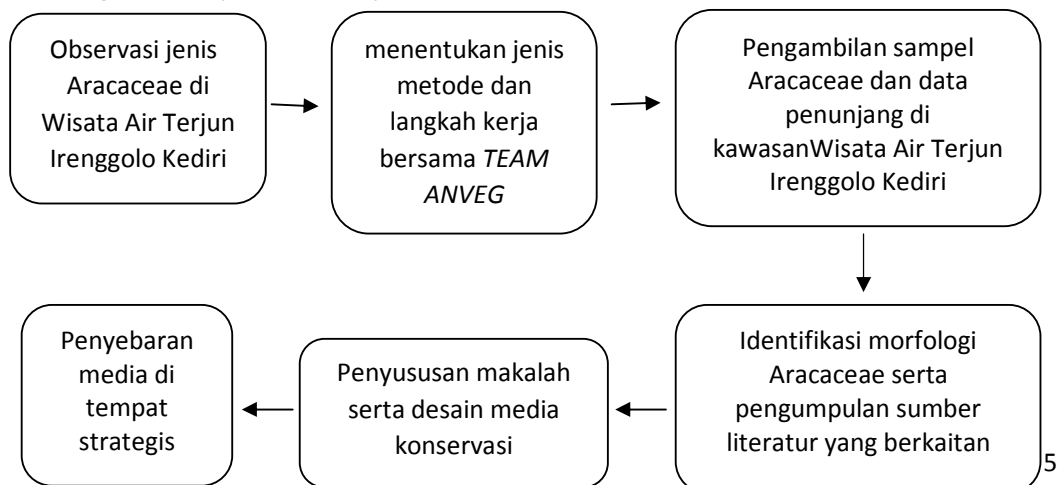 Observasi jenis
Aracaceae di
Wisata Air Terjun
Irenggolo Kediri
menentukan jenis
metode dan
langkah kerja
bersama TEAM
ANVEG
Pengambilan sampel
Aracaceae dan data
penunjang di
kawasanWisata Air Terjun
Irenggolo Kediri
Identifikasi morfologi
Aracaceae serta
pengumpulan sumber
literatur yang berkaitan
Penyususan makalah
serta desain media
konservasi
Penyebaran
media di
tempat
strategis
5